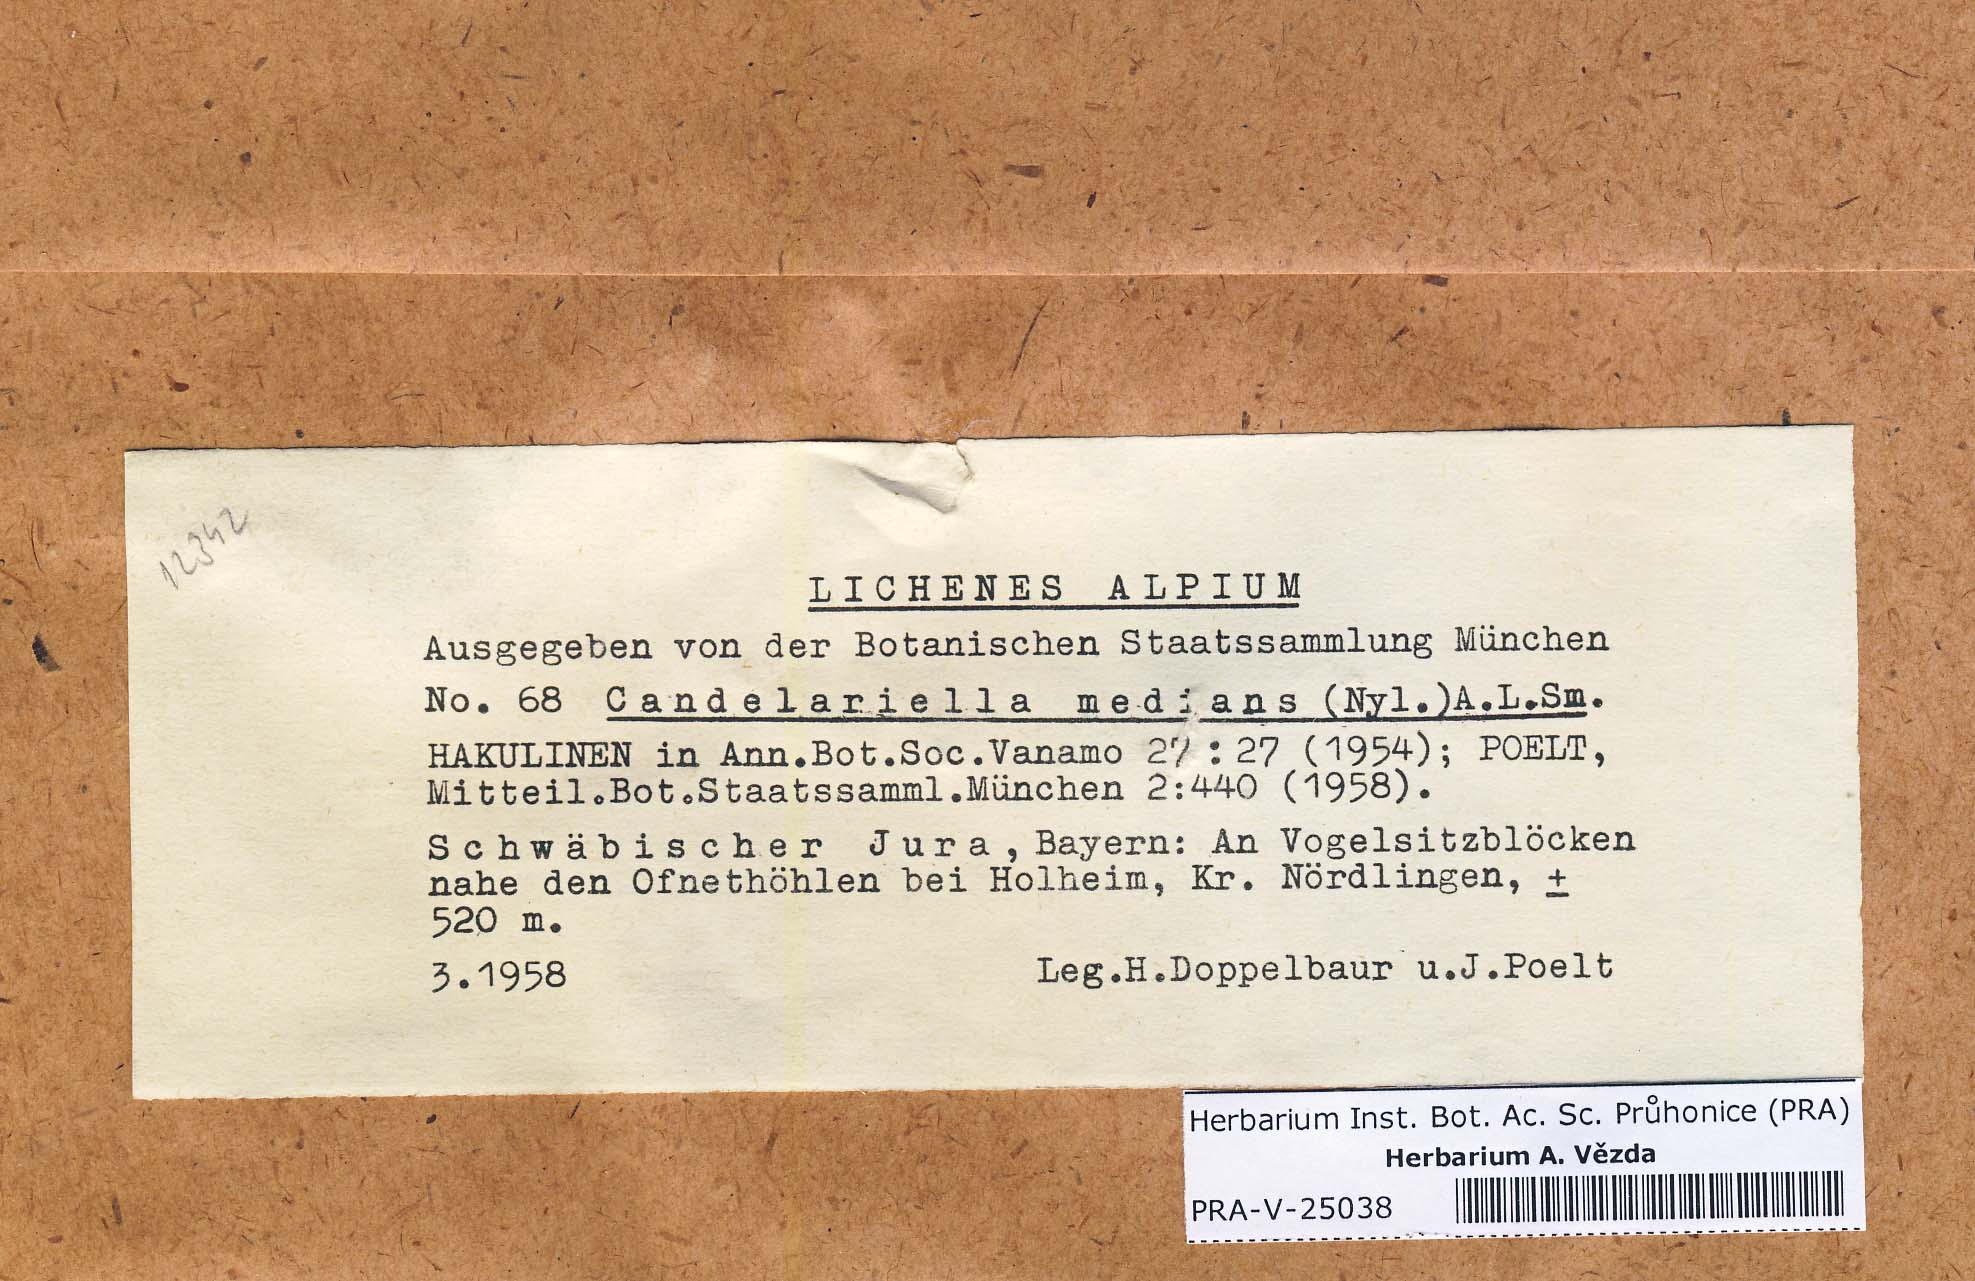 12342
LICHENES ALPIUM
Ausgegeben von der Botanischen Staatssammlung München
No. 68 Candelariella medians (Nyl.)A.L.Sm.
HAKULINEN in Ann.Bot.Soc.Vanamo 27:27 (1954); POELT,
Mitteil.Bot.Staatssamml.München 2:440 (1958).
Schwäbischer Jura, Bayern: An Vogelsitzblöcken
nahe den Ofnethöhlen bei Holheim, Kr. Nördlingen, ±
520 m.
3.1958 Leg.H.Doppelbaur u.J.Poelt
Herbarium Inst. Bot. Ac. Sc. Průhonice (PRA)
Herbarium A. Vězda
PRA-V-25038